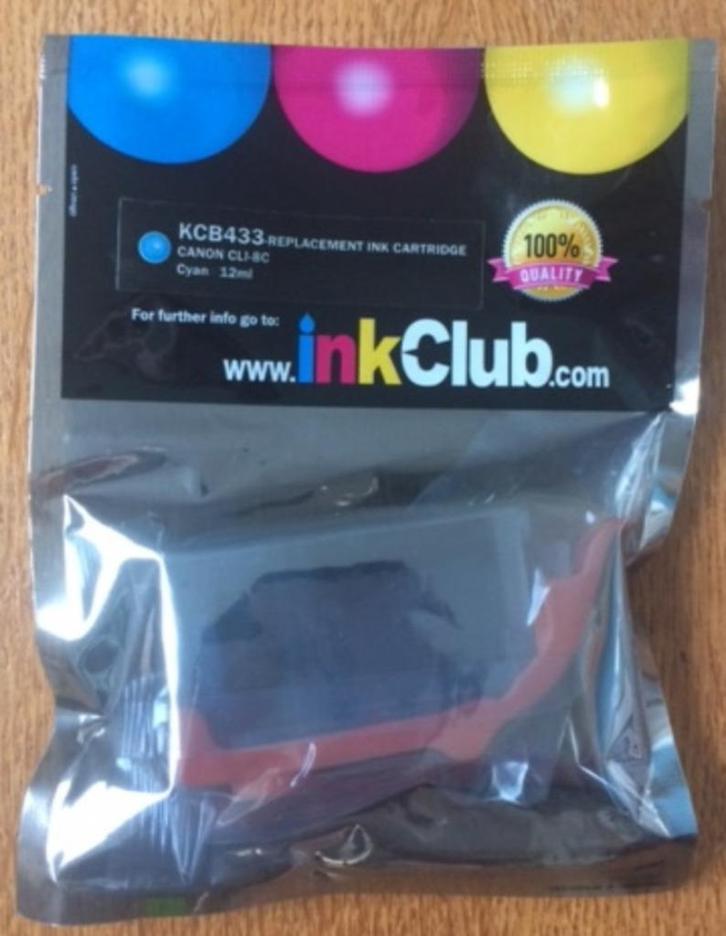 KCB433-REPLACEMENT INK CARTRIDGE
CANON CLI-8C
Cyan 12ml
100%
QUALITY
For further info go to:
www.inkClub.com